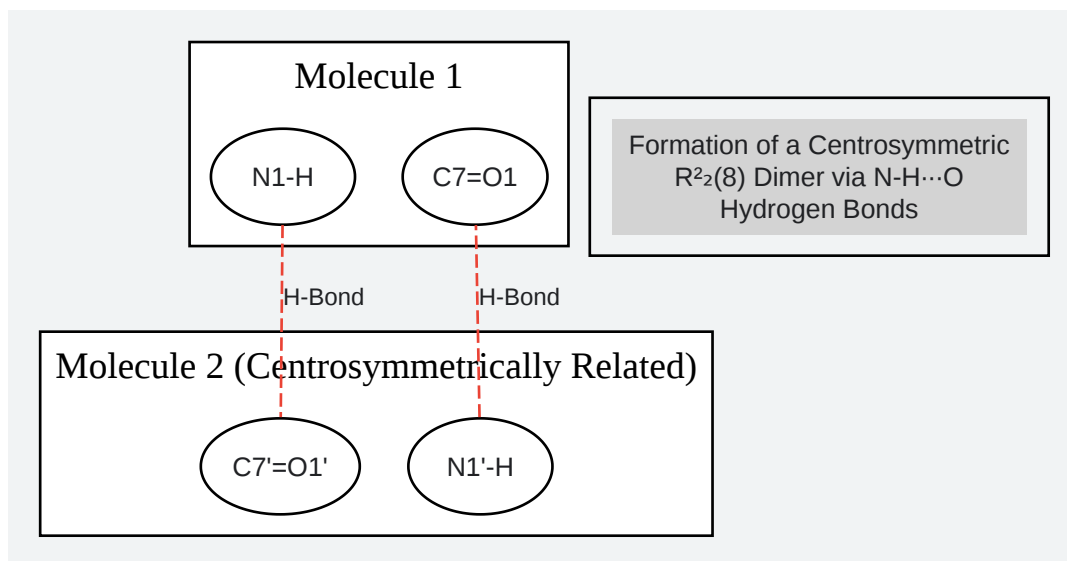 Molecule 1
N1-H
C7=O1
Formation of a Centrosymmetric
R²₂(8) Dimer via N-H···O
Hydrogen Bonds
H-Bond
H-Bond
Molecule 2 (Centrosymmetrically Related)
C7'=O1'
N1'-H